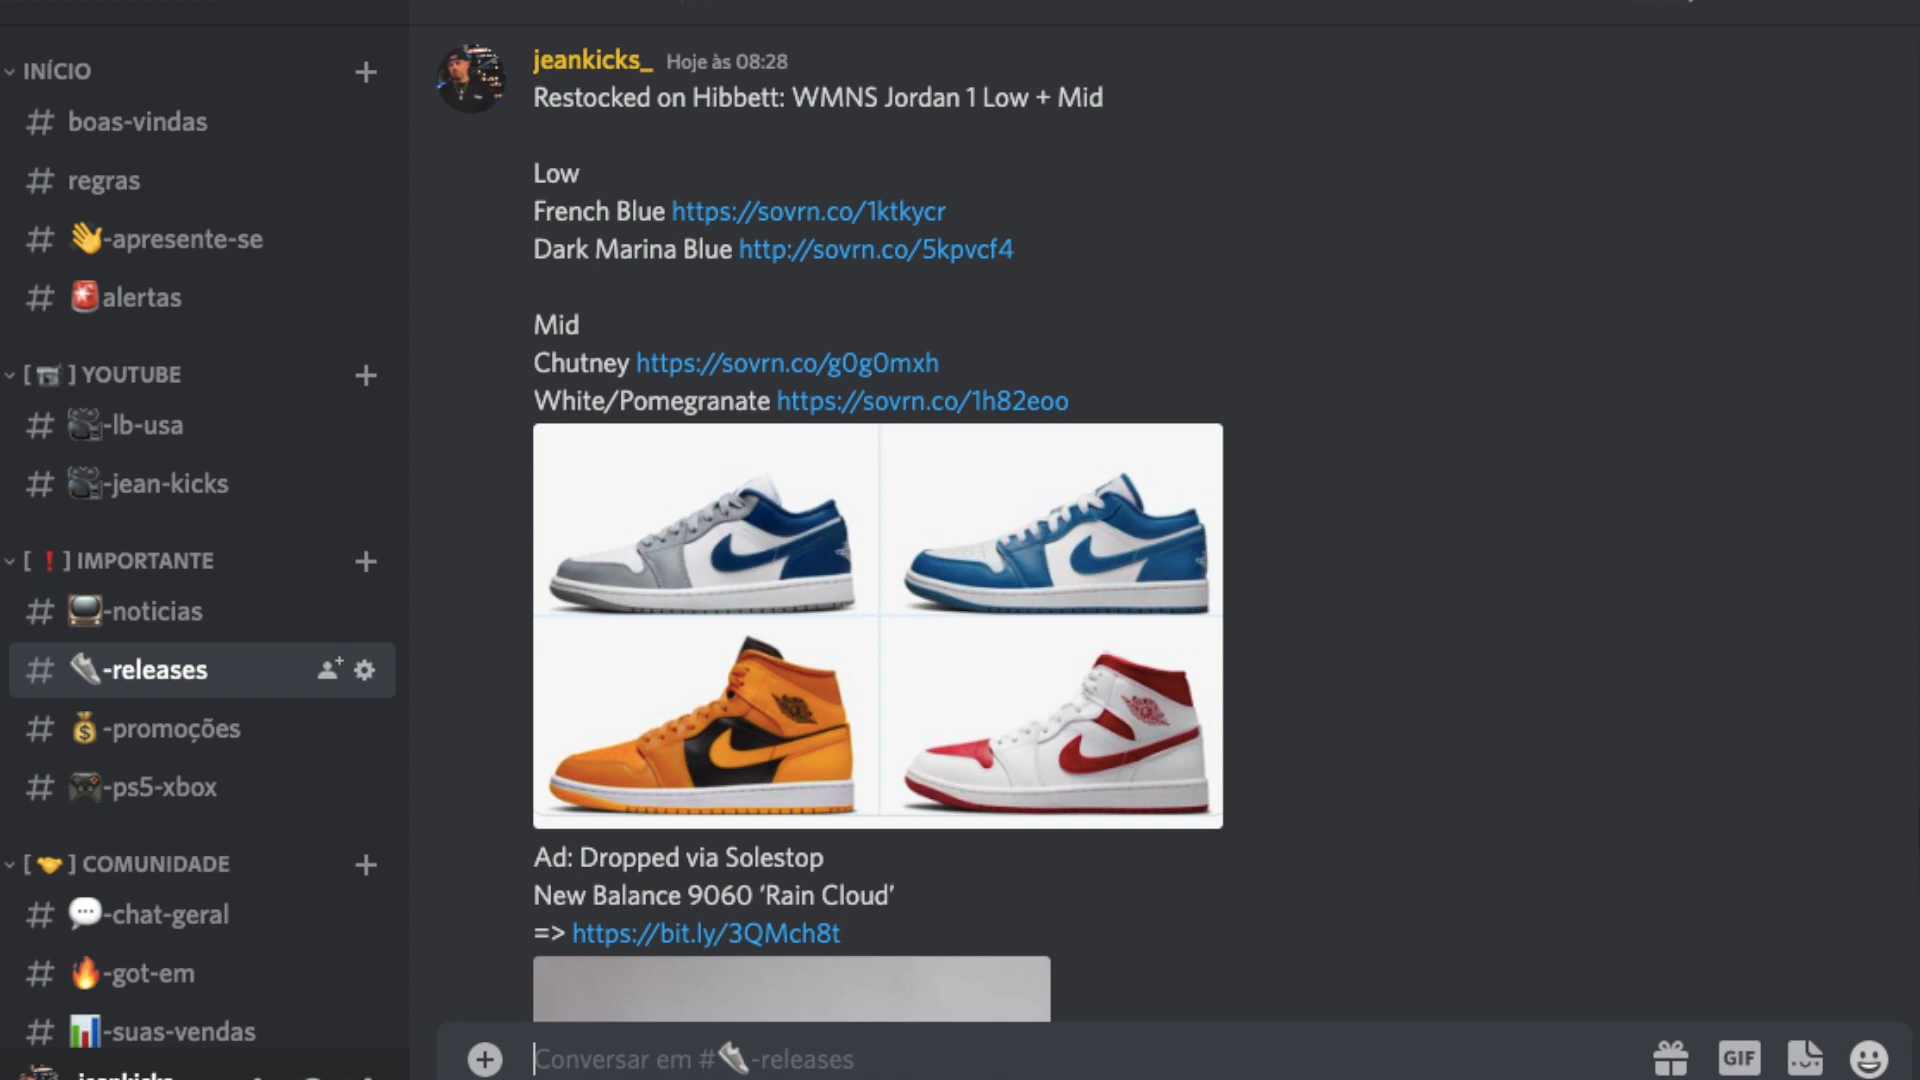 INÍCIO
boas-vindas
regras
-apresente-se
alertas
[ ] YOUTUBE
-lb-usa
-jean-kicks
[ ] IMPORTANTE
-noticias
-releases
-promoções
-ps5-xbox
[ ] COMUNIDADE
-chat-geral
-got-em
-suas-vendas
jeankicks_ Hoje às 08:28
Restocked on Hibbett: WMNS Jordan 1 Low + Mid
Low
French Blue https://sovrn.co/1ktkycr
Dark Marina Blue http://sovrn.co/5kpvcf4
Mid
Chutney https://sovrn.co/g0g0mxh
White/Pomegranate https://sovrn.co/1h82eoo
Ad: Dropped via Solestop
New Balance 9060 ‘Rain Cloud’
=> https://bit.ly/3QMch8t
Conversar em #-releases
GIF